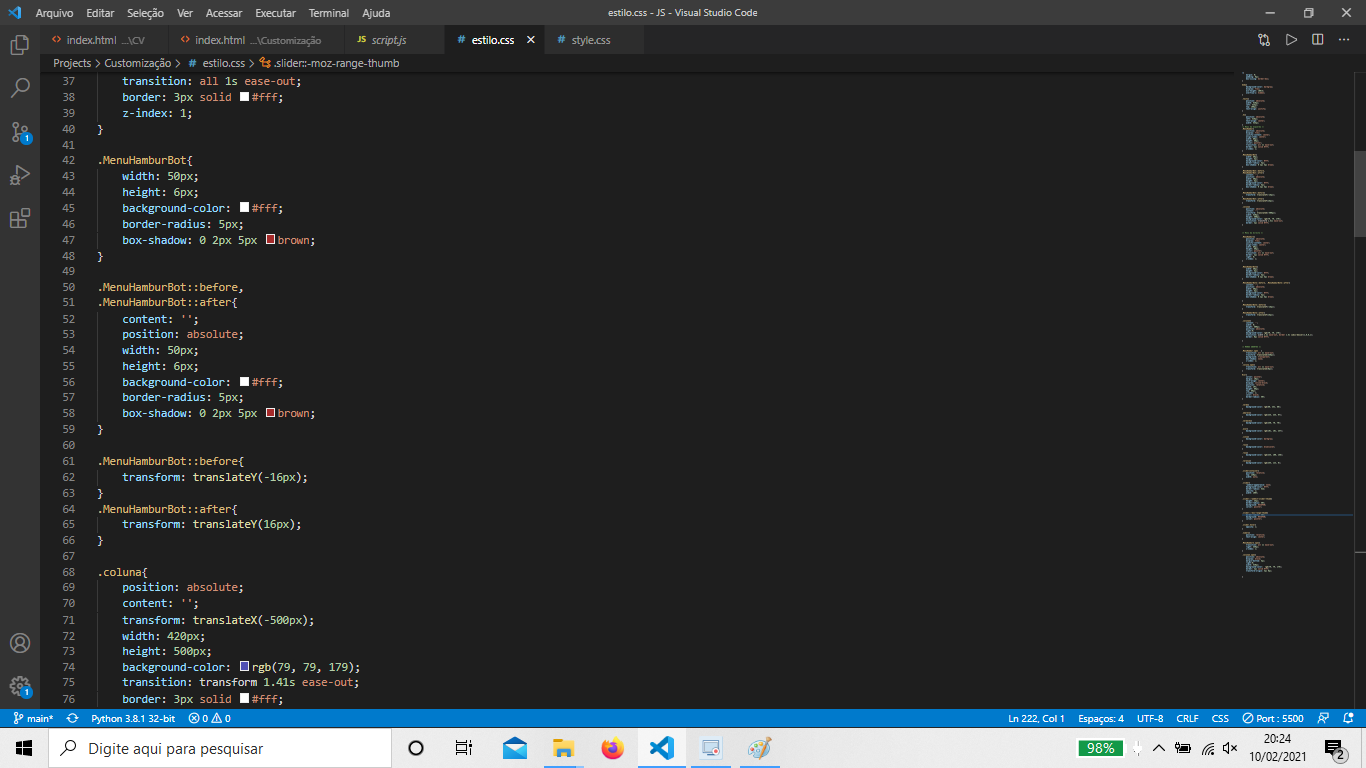 Arquivo Editar Seleção Ver Acessar Executar Terminal Ajuda estilo.css - JS - Visual Studio Code
index.html ...\CV index.html ...\Customização JS script.js # estilo.css # style.css
Projects > Customização > # estilo.css > .slider::-moz-range-thumb
37 transition: all 1s ease-out;
38 border: 3px solid #fff;
39 z-index: 1;
40 }
41
42 .MenuHamburBot{
43 width: 50px;
44 height: 6px;
45 background-color: #fff;
46 border-radius: 5px;
47 box-shadow: 0 2px 5px brown;
48 }
49
50 .MenuHamburBot::before,
51 .MenuHamburBot::after{
52 content: '';
53 position: absolute;
54 width: 50px;
55 height: 6px;
56 background-color: #fff;
57 border-radius: 5px;
58 box-shadow: 0 2px 5px brown;
59 }
60
61 .MenuHamburBot::before{
62 transform: translateY(-16px);
63 }
64 .MenuHamburBot::after{
65 transform: translateY(16px);
66 }
67
68 .coluna{
69 position: absolute;
70 content: '';
71 transform: translateX(-500px);
72 width: 420px;
73 height: 500px;
74 background-color: rgb(79, 79, 179);
75 transition: transform 1.41s ease-out;
76 border: 3px solid #fff;
1
1
main* Python 3.8.1 32-bit 0 0 Ln 222, Col 1 Espaços: 4 UTF-8 CRLF CSS Port : 5500
Digite aqui para pesquisar 98% 20:24
10/02/2021 2